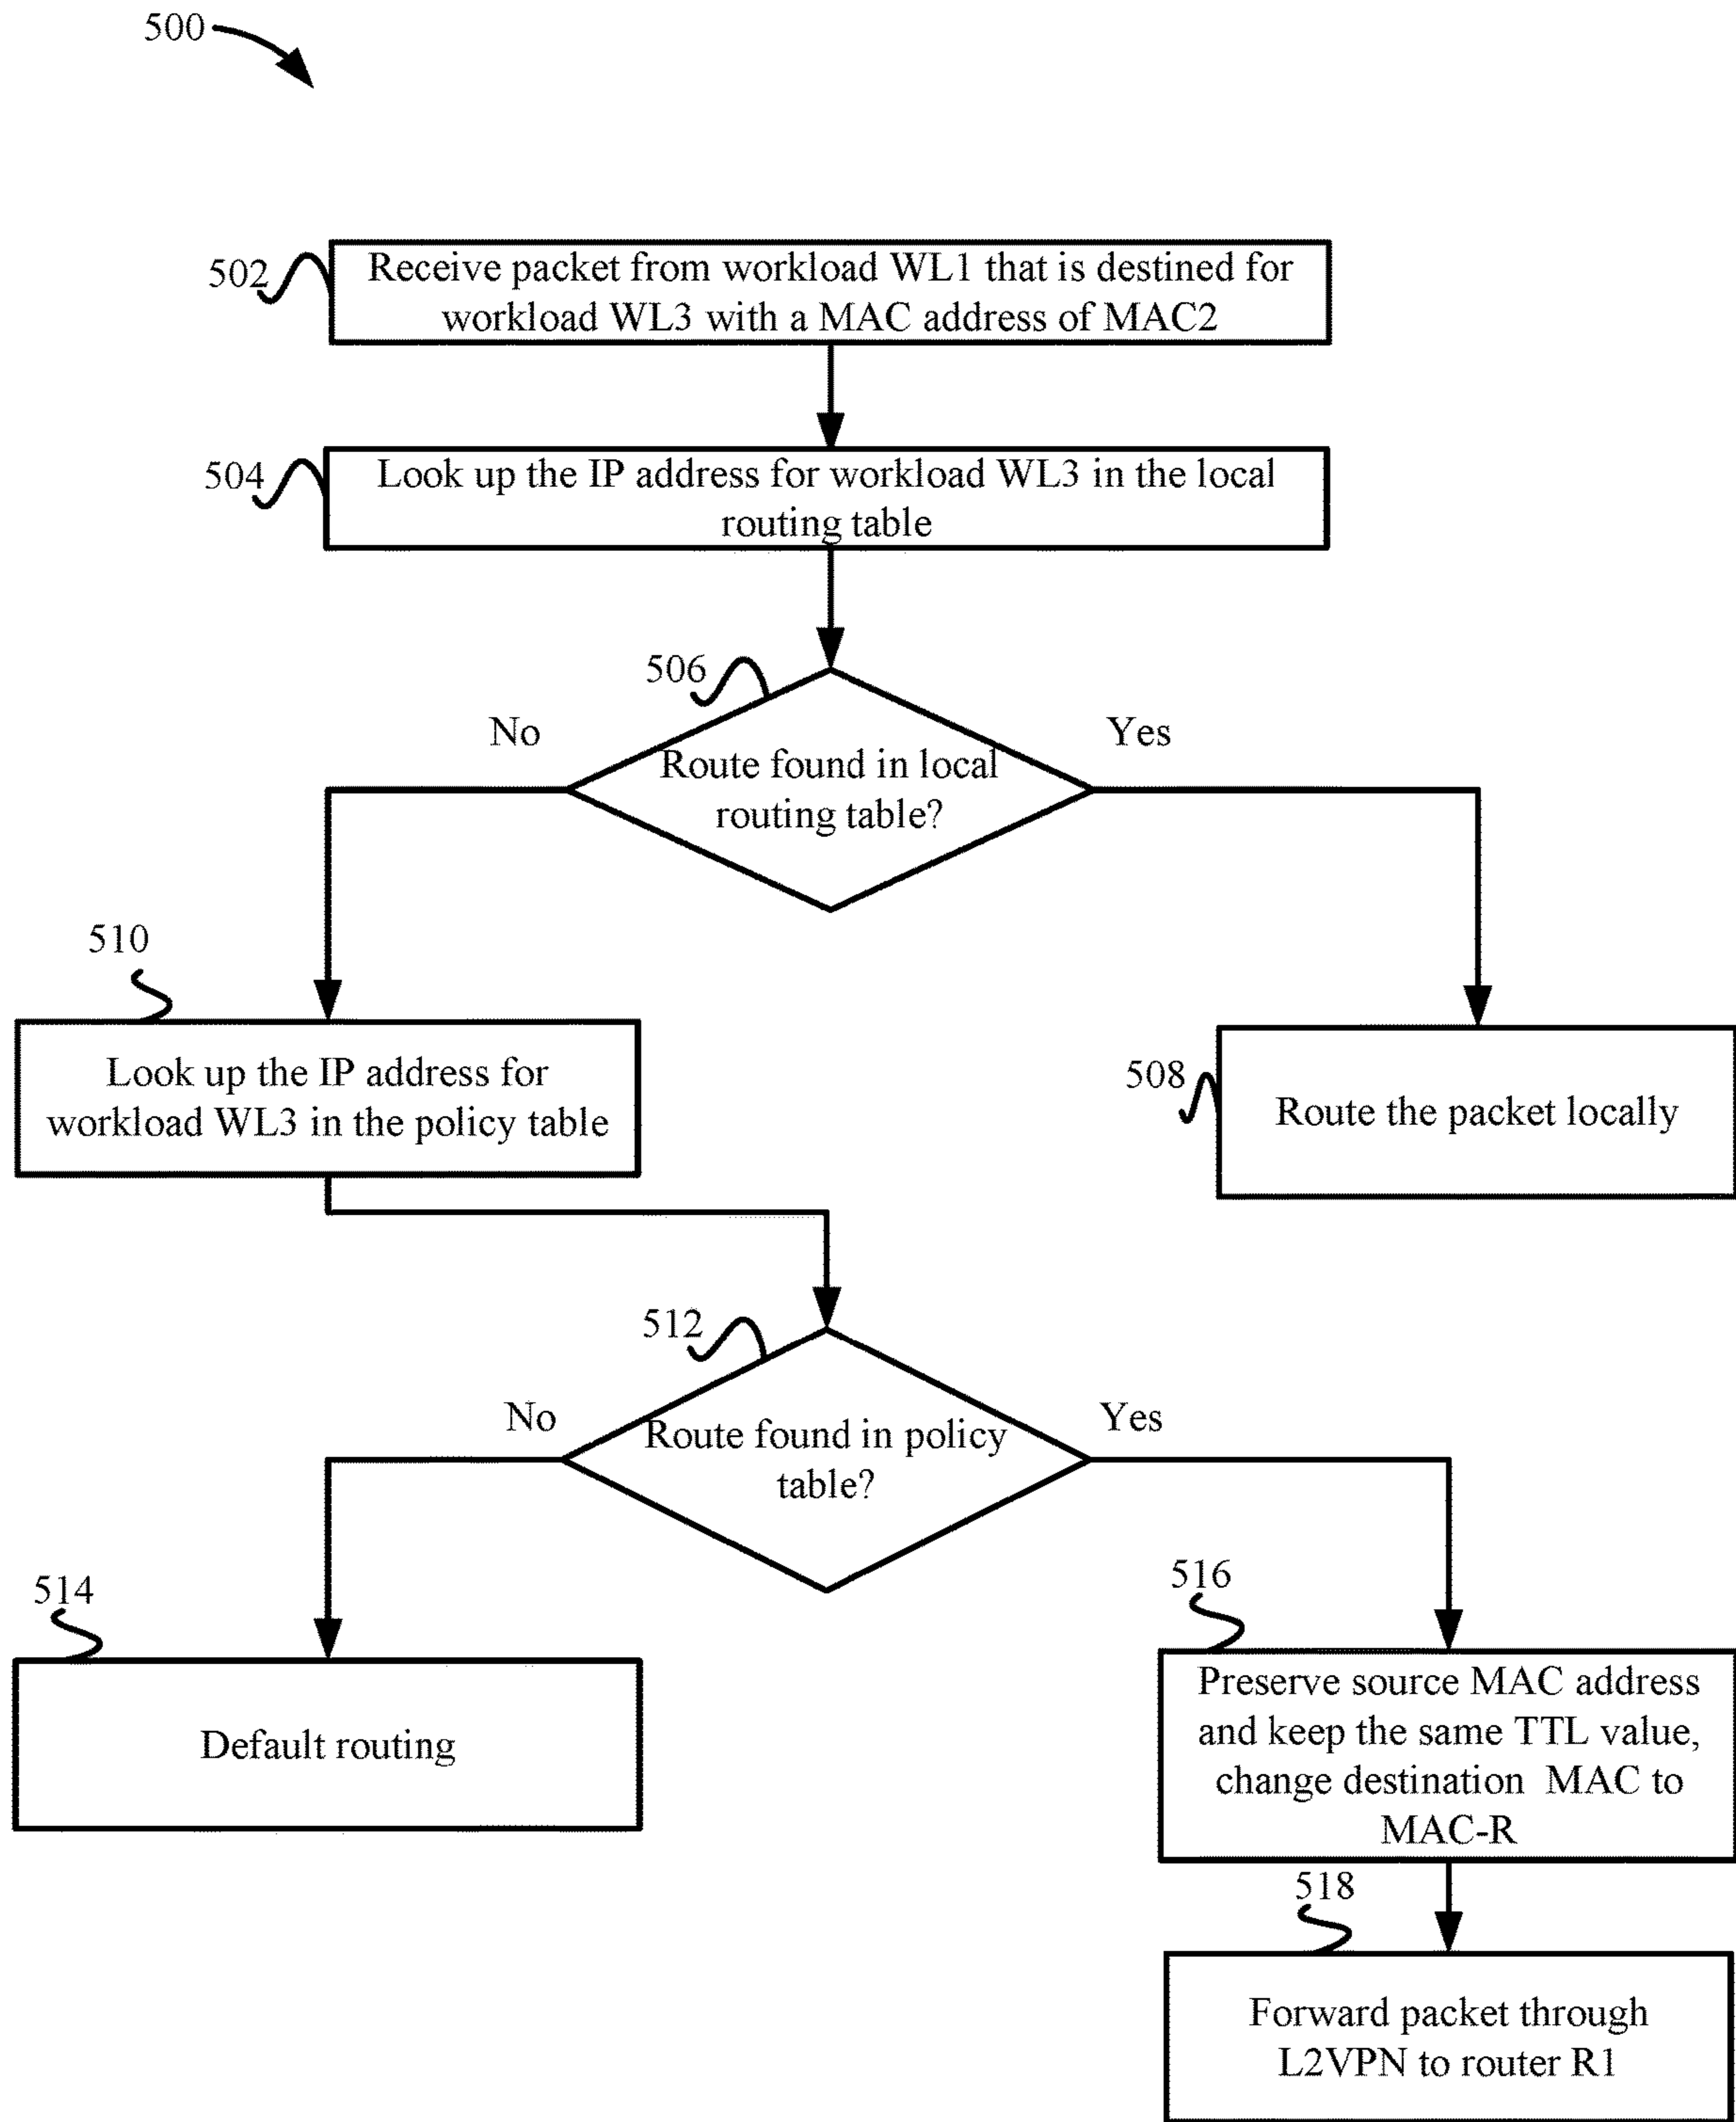 500
502
Receive packet from workload WL1 that is destined for
workload WL3 with a MAC address of MAC2
504
Look up the IP address for workload WL3 in the local
routing table
506
No
Yes
Route found in local
routing table?
510
Look up the IP address for
workload WL3 in the policy table
508
Route the packet locally
512
No
Yes
Route found in policy
table?
514
Default routing
516
Preserve source MAC address
and keep the same TTL value,
change destination MAC to
MAC-R
518
Forward packet through
L2VPN to router R1